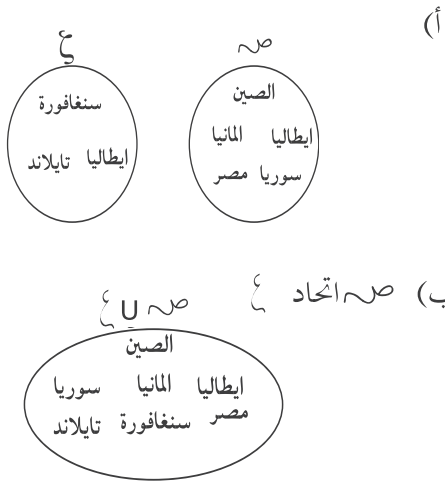 أ)
ص ع
الصين
ايطاليا المانيا
سوريا مصر
سنغافورة
ايطاليا تايلاند
ب) ص اتحاد ع
ص U ع
الصين
ايطاليا المانيا سوريا
مصر سنغافورة تايلاند